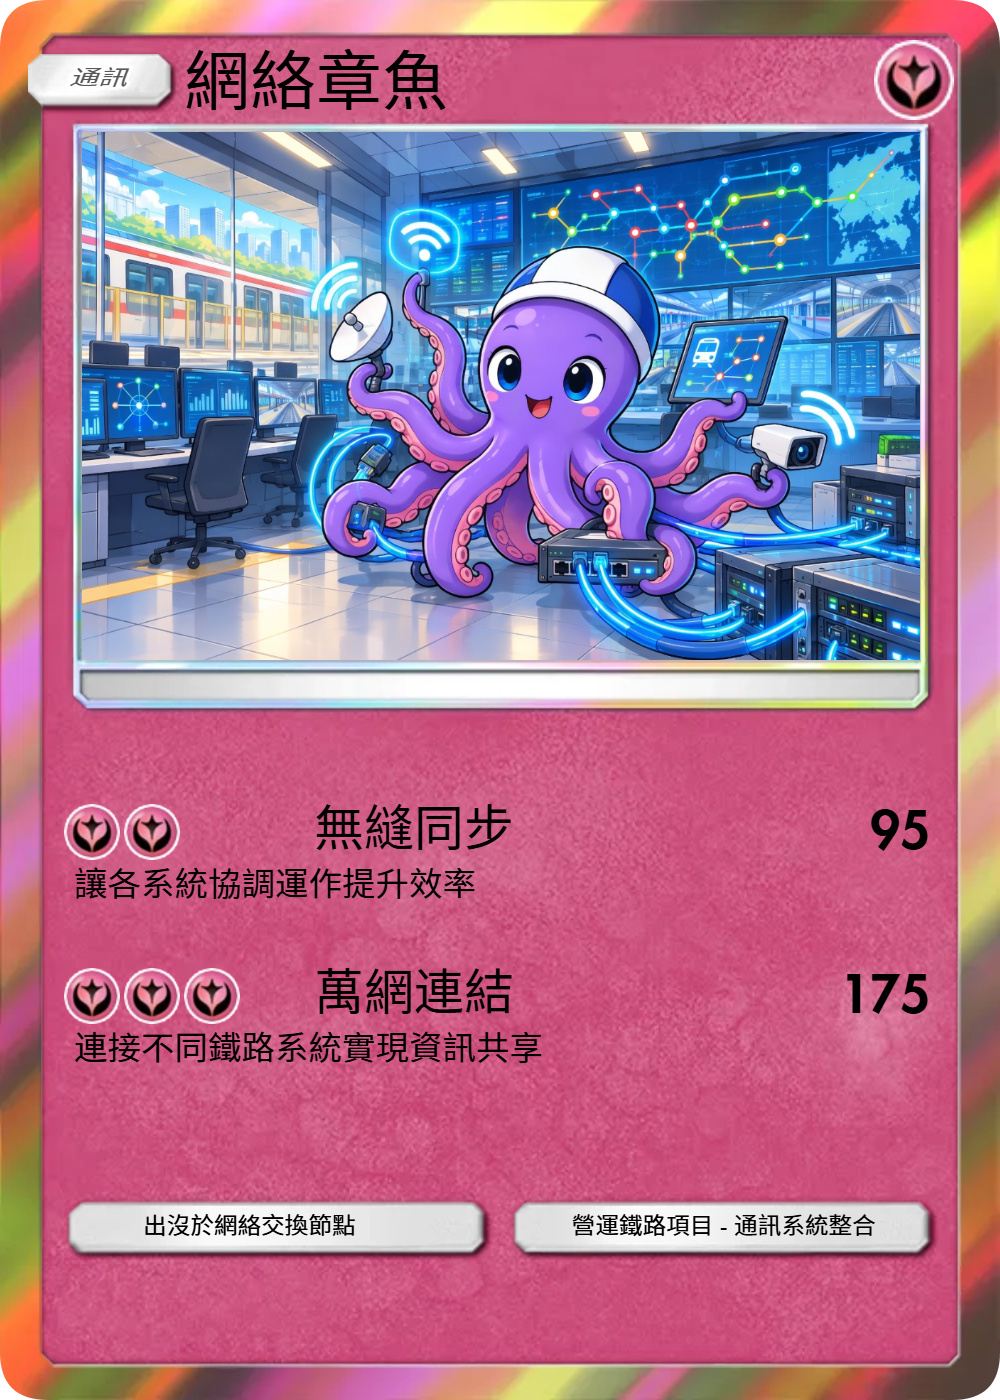 通訊
網絡章魚
無縫同步 95
讓各系統協調運作提升效率
萬網連結 175
連接不同鐵路系統實現資訊共享
出沒於網絡交換節點
營運鐵路項目 - 通訊系統整合